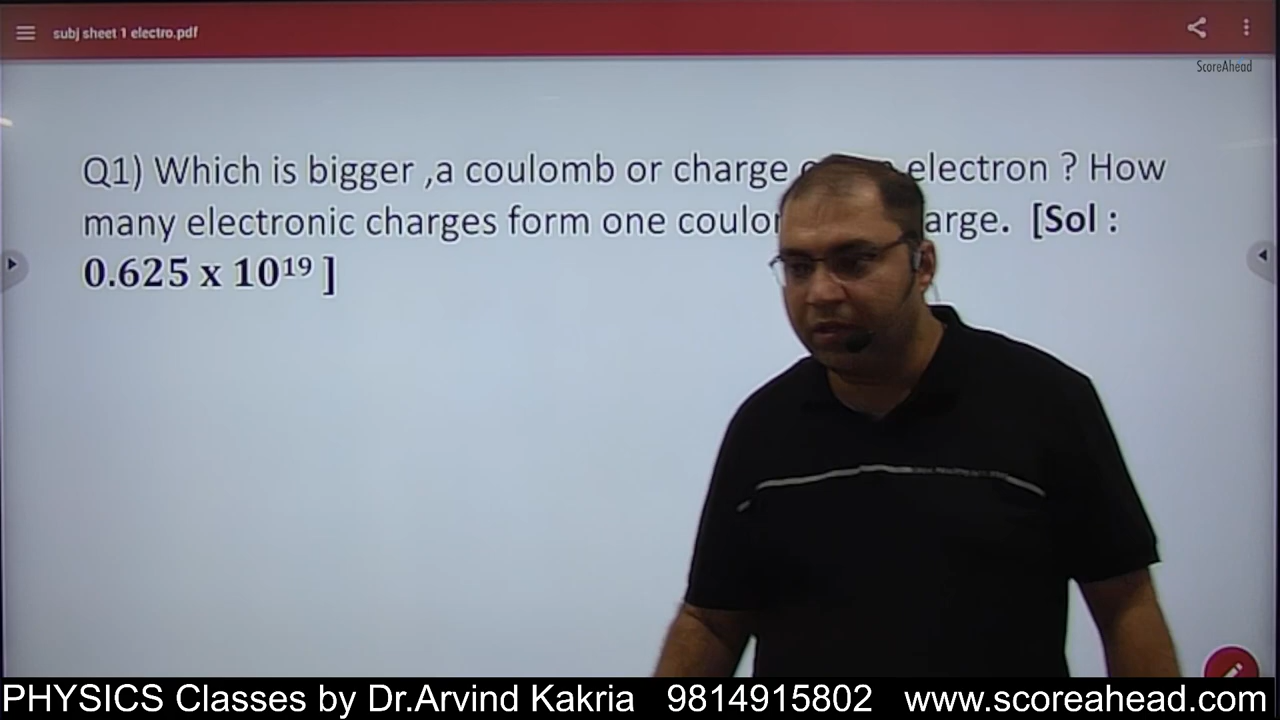 subj sheet 1 electro.pdf
ScoreAhead
Q1) Which is bigger ,a coulomb or charge electron ? How
many electronic charges form one coulo arge. [Sol :
0.625 x 10¹⁹ ]
PHYSICS Classes by Dr.Arvind Kakria 9814915802 www.scoreahead.com